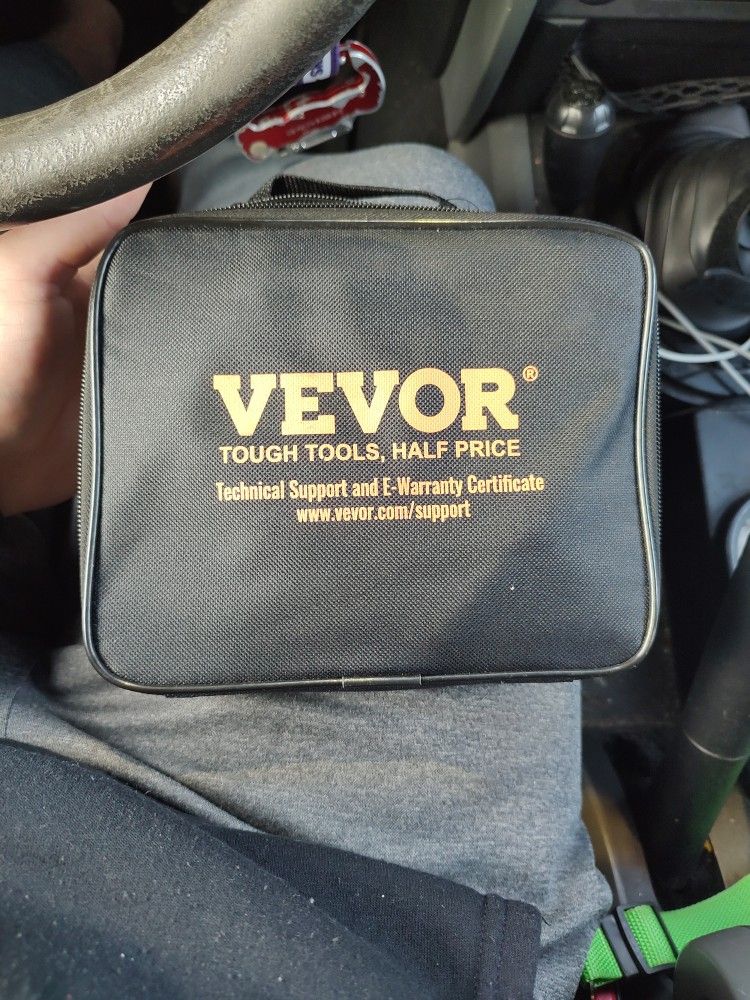 VEVOR®
TOUGH TOOLS, HALF PRICE
Technical Support and E-Warranty Certificate
www.vevor.com/support